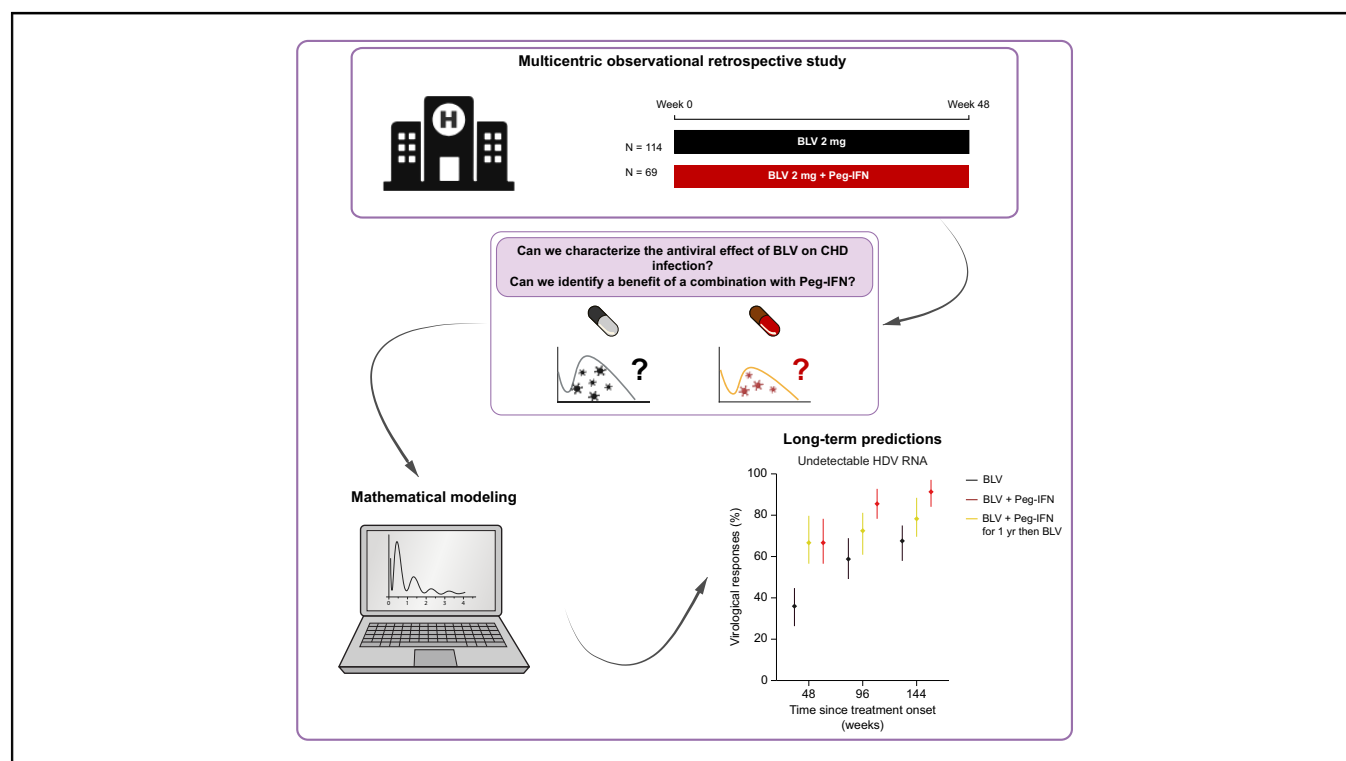 Multicentric observational retrospective study
H
Week 0
Week 48
N = 114
BLV 2 mg
N = 69
BLV 2 mg + Peg-IFN
Can we characterize the antiviral effect of BLV on CHD
infection?
Can we identify a benefit of a combination with Peg-IFN?
?
?
Mathematical modeling
0 1 2 3 4
Long-term predictions
Undetectable HDV RNA
Virological responses (%)
100
80
60
40
20
0
48 96 144
Time since treatment onset
(weeks)
BLV
BLV + Peg-IFN
BLV + Peg-IFN
for 1 yr then BLV